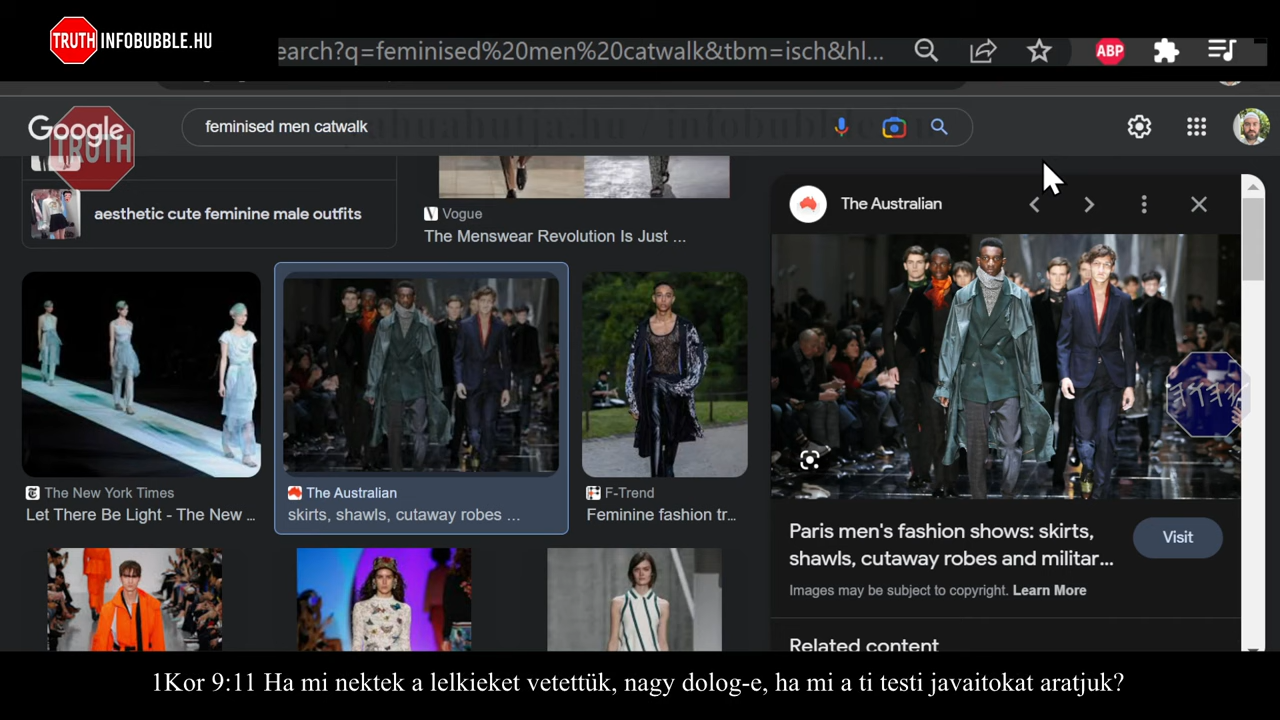 TRUTH INFOBUBBLE.HU
earch?q=feminised%20men%20catwalk&tbm=isch&hl...
ABP
Google
feminised men catwalk
TRUTH
aesthetic cute feminine male outfits
Vogue
The Menswear Revolution Is Just ...
The Australian
The New York Times
Let There Be Light - The New ...
The Australian
skirts, shawls, cutaway robes ...
F-Trend
Feminine fashion tr...
Paris men's fashion shows: skirts,
shawls, cutaway robes and militar...
Visit
Images may be subject to copyright. Learn More
Related content
1Kor 9:11 Ha mi nektek a lelkieket vetettük, nagy dolog-e, ha mi a ti testi javaitokat aratjuk?